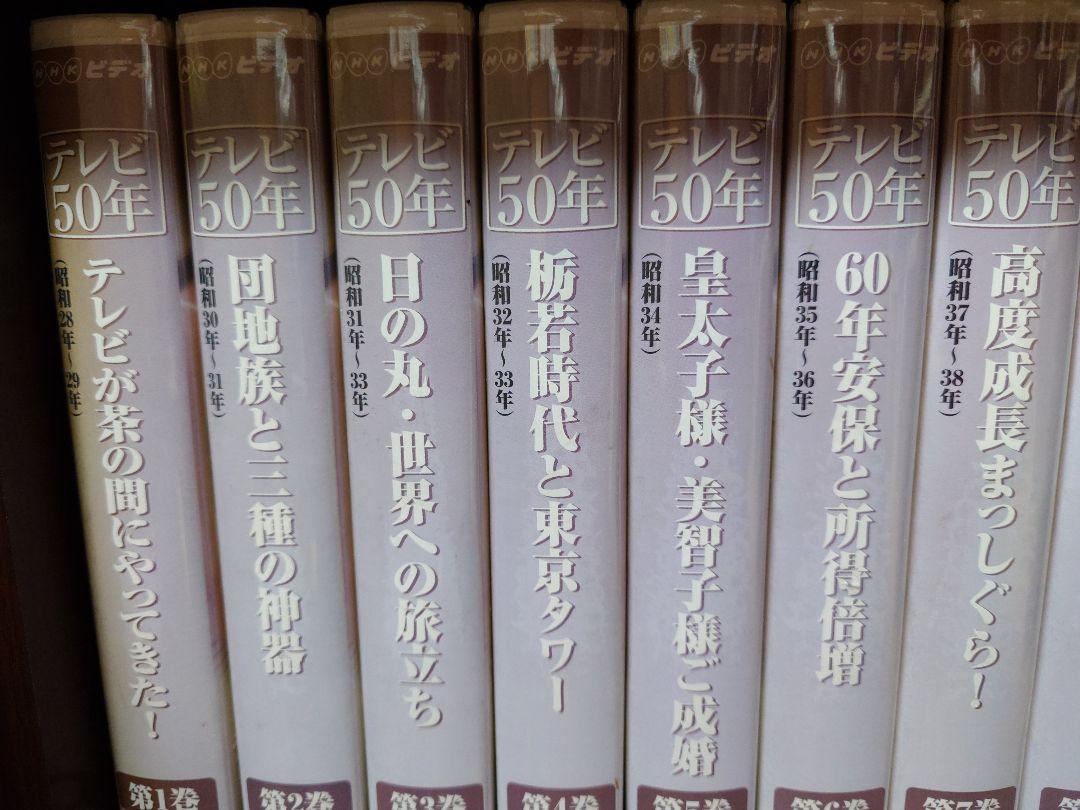 NHKビデオ
テレビ
50年
(昭和28年〜29年)
テレビが茶の間にやってきた!
第1巻
NHKビデオ
テレビ
50年
(昭和30年〜31年)
団地族と三種の神器
第2巻
NHKビデオ
テレビ
50年
(昭和31年〜33年)
日の丸・世界への旅立ち
第3巻
NHKビデオ
テレビ
50年
(昭和32年〜33年)
栃若時代と東京タワー
第4巻
NHKビデオ
テレビ
50年
(昭和34年)
皇太子様・美智子様ご成婚
第5巻
NHKビデオ
テレビ
50年
(昭和35年〜36年)
60年安保と所得倍増
第6巻
NHKビデオ
テレビ
50年
(昭和37年〜38年)
高度成長まっしぐら!
第7巻
第